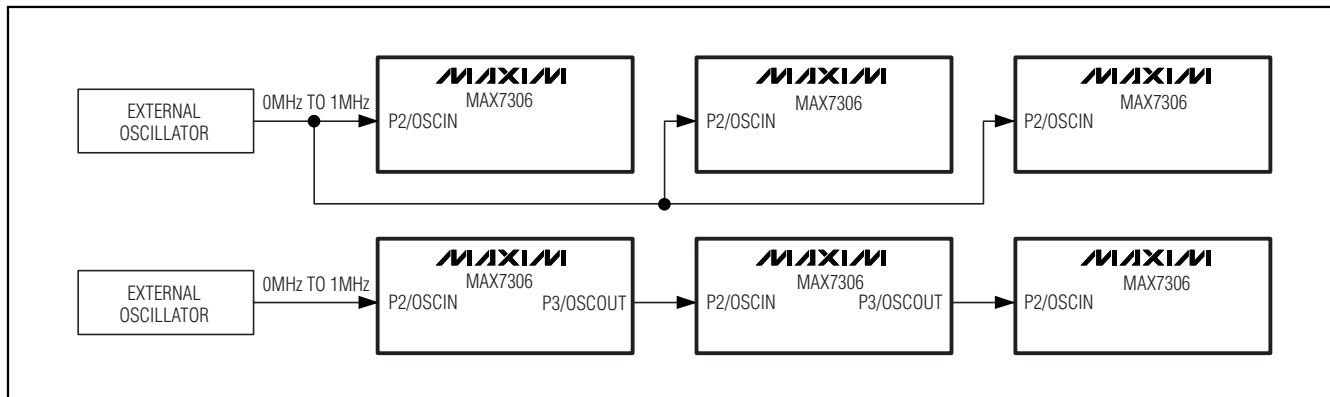 EXTERNAL
OSCILLATOR
0MHz TO 1MHz
MAXIM
MAX7306
P2/OSCIN
MAXIM
MAX7306
P2/OSCIN
MAXIM
MAX7306
P2/OSCIN
EXTERNAL
OSCILLATOR
0MHz TO 1MHz
MAXIM
MAX7306
P2/OSCIN
P3/OSCOUT
MAXIM
MAX7306
P2/OSCIN
P3/OSCOUT
MAXIM
MAX7306
P2/OSCIN